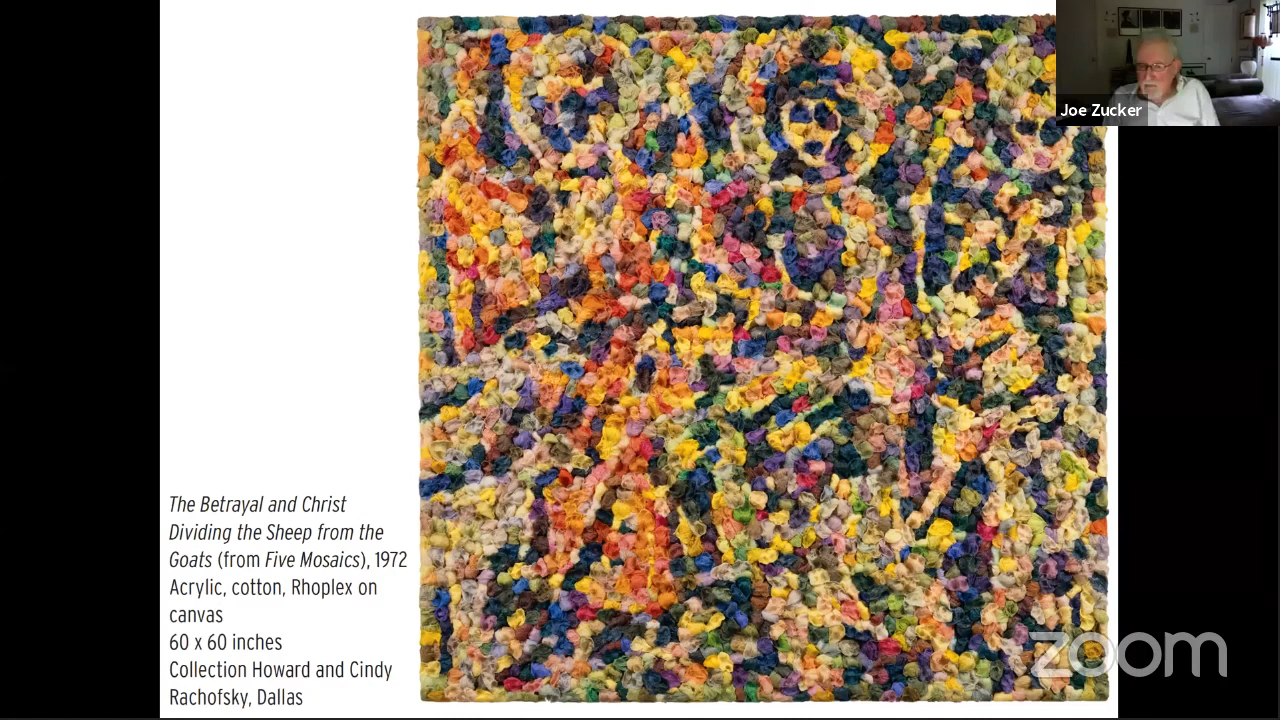 Joe Zucker
The Betrayal and Christ
Dividing the Sheep from the
Goats (from Five Mosaics), 1972
Acrylic, cotton, Rhoplex on
canvas
60 x 60 inches
Collection Howard and Cindy
Rachofsky, Dallas
zoom